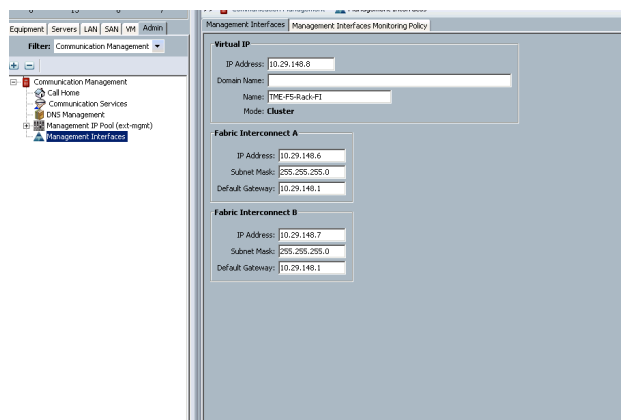 Equipment Servers LAN SAN VM Admin
Filter: Communication Management
Communication Management
Call Home
Communication Services
DNS Management
Management IP Pool (ext-mgmt)
Management Interfaces
Management Interfaces Management Interfaces Monitoring Policy
Virtual IP
IP Address: 10.29.148.8
Domain Name:
Name: TME-F5-Rack-FI
Mode: Cluster
Fabric Interconnect A
IP Address: 10.29.148.6
Subnet Mask: 255.255.255.0
Default Gateway: 10.29.148.1
Fabric Interconnect B
IP Address: 10.29.148.7
Subnet Mask: 255.255.255.0
Default Gateway: 10.29.148.1